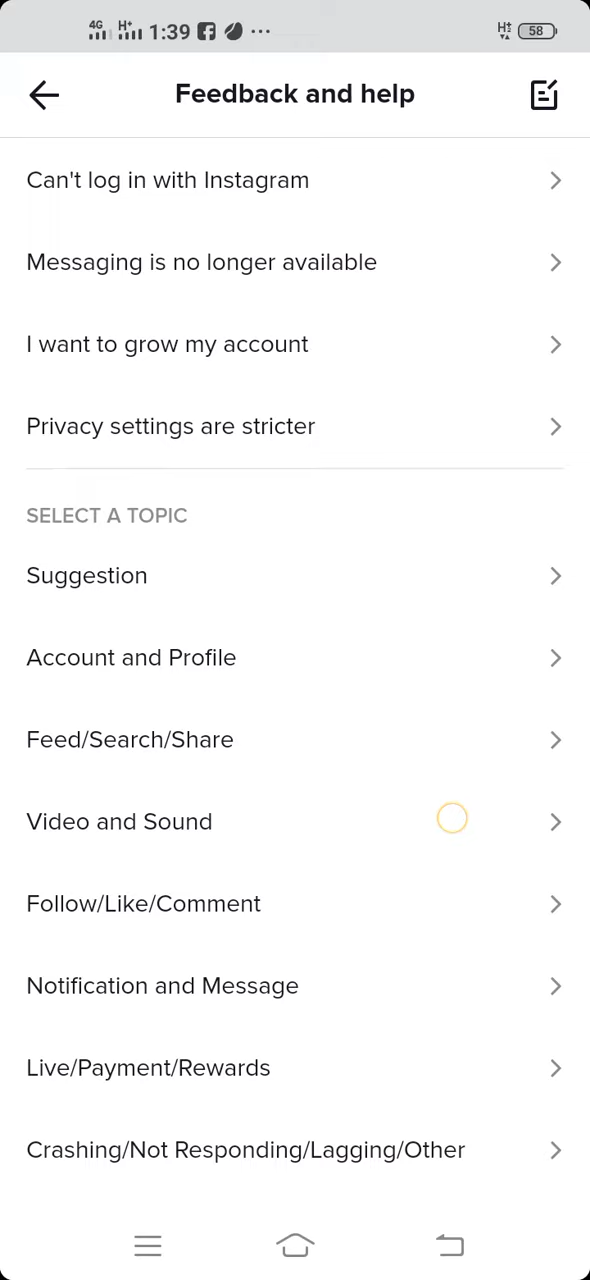 4G H+ 1:39 ... H+ 58
Feedback and help
Can't log in with Instagram
Messaging is no longer available
I want to grow my account
Privacy settings are stricter
SELECT A TOPIC
Suggestion
Account and Profile
Feed/Search/Share
Video and Sound
Follow/Like/Comment
Notification and Message
Live/Payment/Rewards
Crashing/Not Responding/Lagging/Other